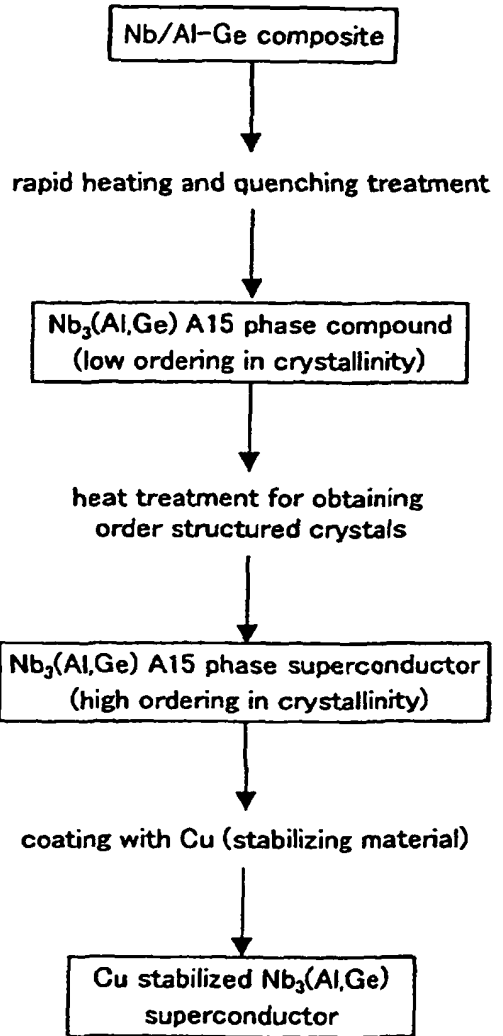 Nb/Al-Ge composite
rapid heating and quenching treatment
Nb₃(Al,Ge) A15 phase compound
(low ordering in crystallinity)
heat treatment for obtaining
order structured crystals
Nb₃(Al,Ge) A15 phase superconductor
(high ordering in crystallinity)
coating with Cu (stabilizing material)
Cu stabilized Nb₃(Al,Ge)
superconductor